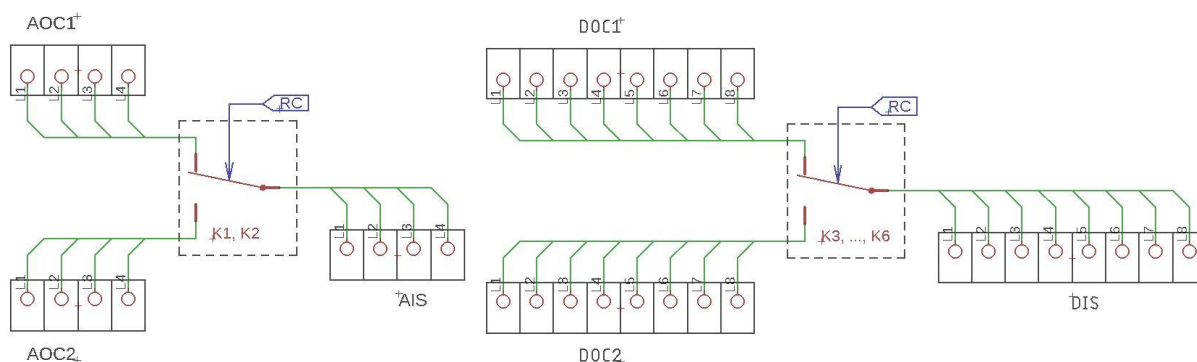 AOC1
L1 L2 L3 L4
RC
K1, K2
L1 L2 L3 L4
AIS
L1 L2 L3 L4
AOC2
DOC1
L1 L2 L3 L4 L5 L6 L7 L8
RC
K3, ..., K6
L1 L2 L3 L4 L5 L6 L7 L8
DIS
L1 L2 L3 L4 L5 L6 L7 L8
DOC2